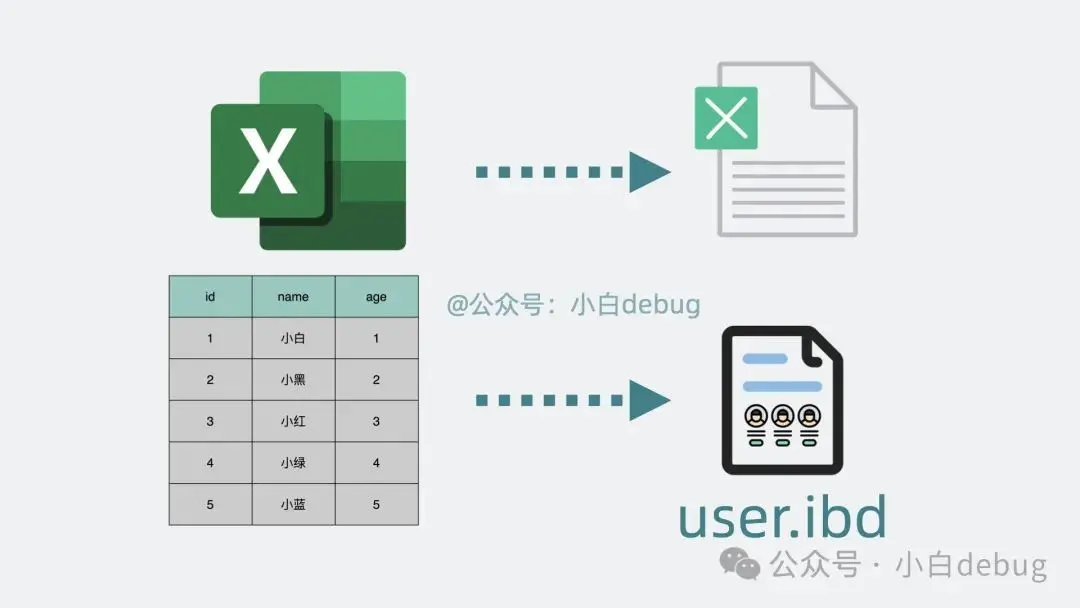 X
id name age
1 小白 1
2 小黑 2
3 小红 3
4 小绿 4
5 小蓝 5
@公众号：小白debug
user.ibd
公众号 · 小白debug